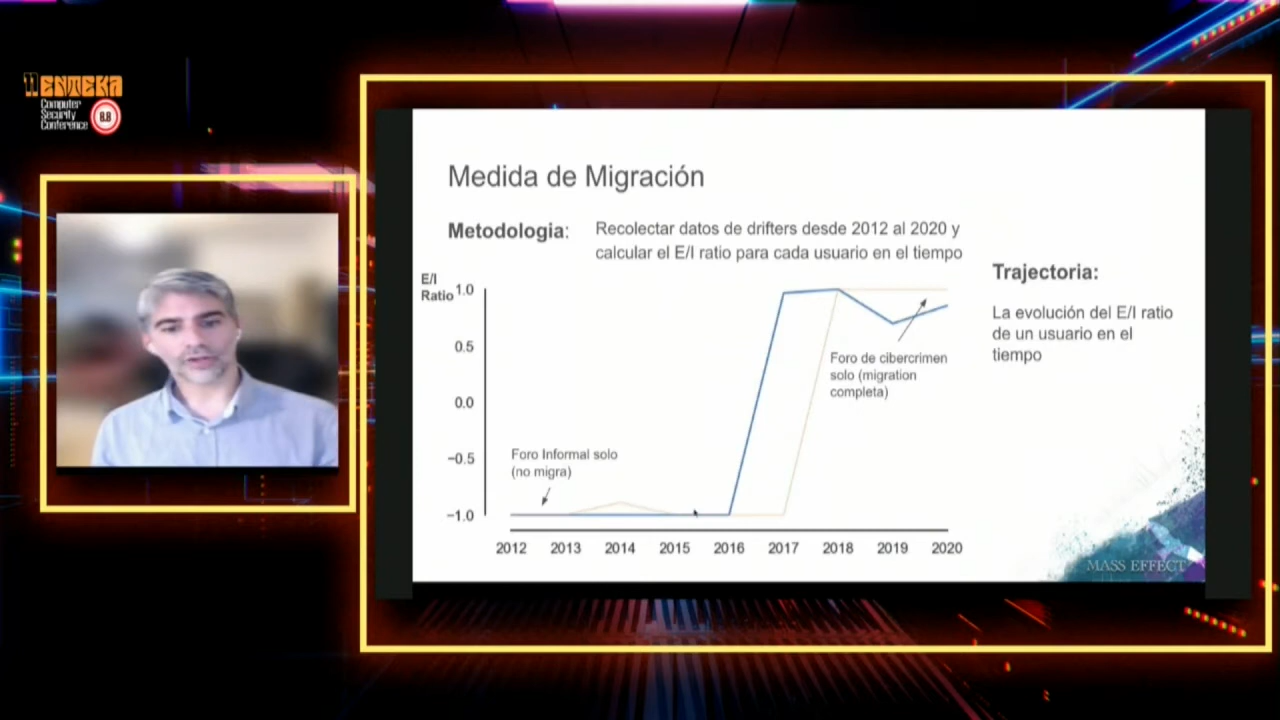 11ENTEKA
Computer
Security
Conference
8.8
Medida de Migración
Metodologia:
Recolectar datos de drifters desde 2012 al 2020 y
calcular el E/I ratio para cada usuario en el tiempo
E/I
Ratio
1.0
0.5
0.0
−0.5
−1.0
Foro Informal solo
(no migra)
Foro de cibercrimen
solo (migration
completa)
2012 2013 2014 2015 2016 2017 2018 2019 2020
Trajectoria:
La evolución del E/I ratio
de un usuario en el
tiempo
MASS EFFECT